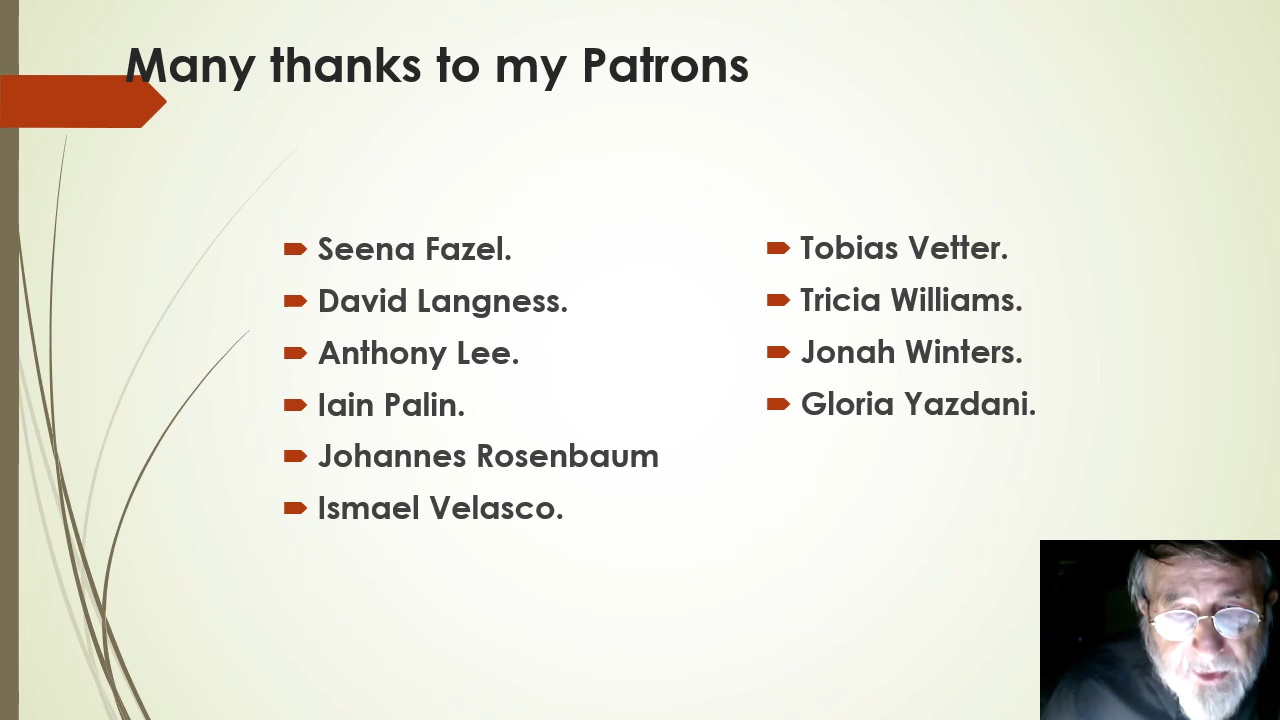 Many thanks to my Patrons
Seena Fazel.
David Langness.
Anthony Lee.
Iain Palin.
Johannes Rosenbaum
Ismael Velasco.
Tobias Vetter.
Tricia Williams.
Jonah Winters.
Gloria Yazdani.